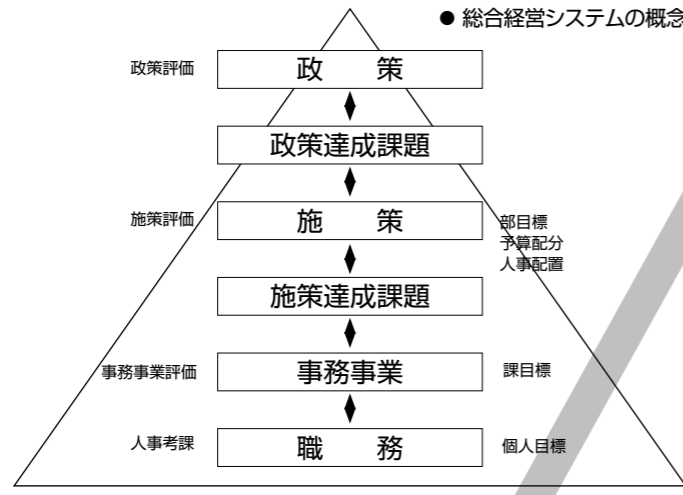 ● 総合経営システムの概念
政策評価
政　　策
政策達成課題
施策評価
施　　策
部目標
予算配分
人事配置
施策達成課題
事務事業評価
事務事業
課目標
人事考課
職　　務
個人目標